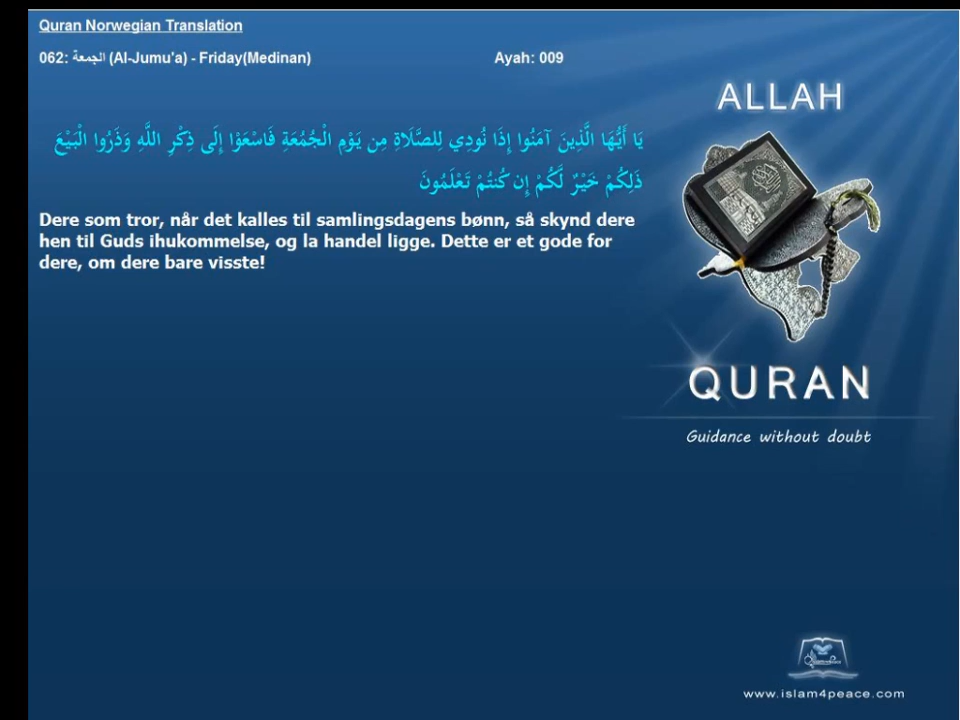 Quran Norwegian Translation
062: الجمعة (Al-Jumu'a) - Friday(Medinan) Ayah: 009
ALLAH
يَا أَيُّهَا الَّذِينَ آمَنُوا إِذَا نُودِي لِلصَّلَاةِ مِن يَوْمِ الْجُمُعَةِ فَاسْعَوْا إِلَى ذِكْرِ اللَّهِ وَذَرُوا الْبَيْعَ
ذَلِكُمْ خَيْرٌ لَّكُمْ إِن كُنتُمْ تَعْلَمُونَ
Dere som tror, når det kalles til samlingsdagens bønn, så skynd dere
hen til Guds ihukommelse, og la handel ligge. Dette er et gode for
dere, om dere bare visste!
QURAN
Guidance without doubt
www.islam4peace.com